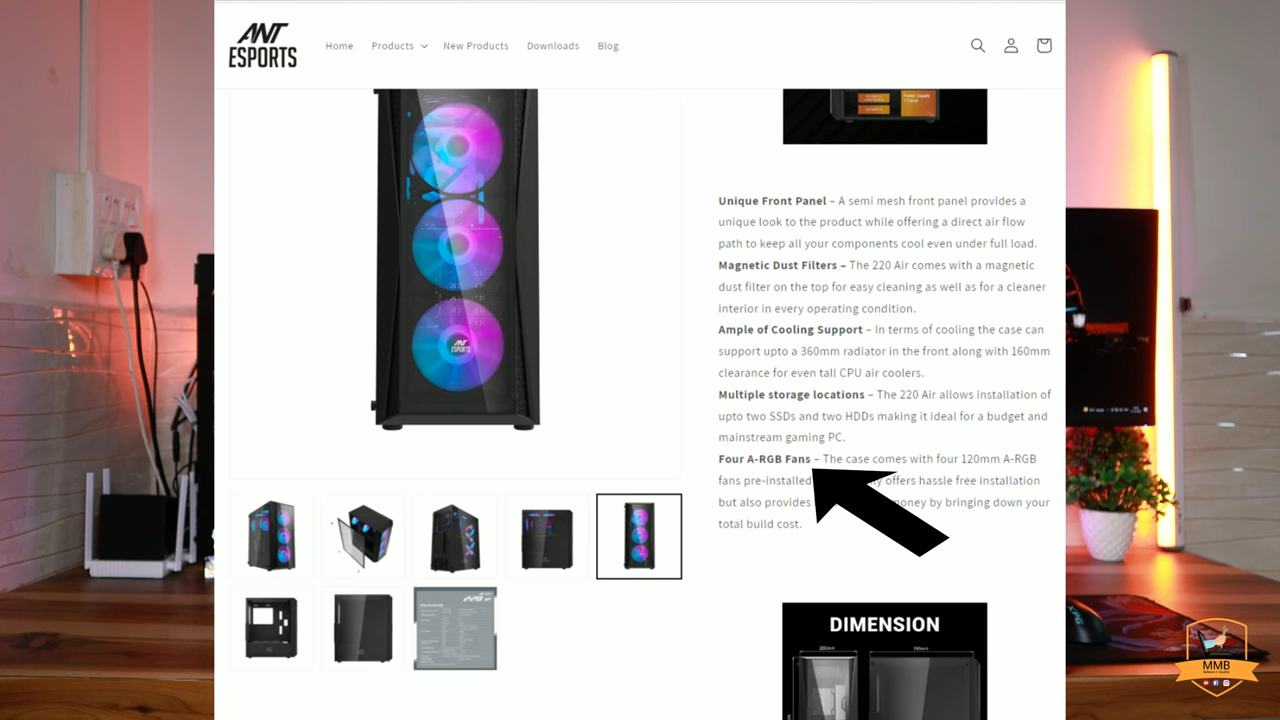 ANT
ESPORTS
Home
Products
New Products
Downloads
Blog
Power Supply
Unique Front Panel – A semi mesh front panel provides a
unique look to the product while offering a direct air flow
path to keep all your components cool even under full load.
Magnetic Dust Filters – The 220 Air comes with a magnetic
dust filter on the top for easy cleaning as well as for a cleaner
interior in every operating condition.
Ample of Cooling Support – In terms of cooling the case can
support upto a 360mm radiator in the front along with 160mm
clearance for even tall CPU air coolers.
Multiple storage locations – The 220 Air allows installation of
upto two SSDs and two HDDs making it ideal for a budget and
mainstream gaming PC.
Four A-RGB Fans – The case comes with four 120mm A-RGB
fans pre-installed offers hassle free installation
but also provides money by bringing down your
total build cost.
ANT
ESPORTS
DIMENSION
MMB